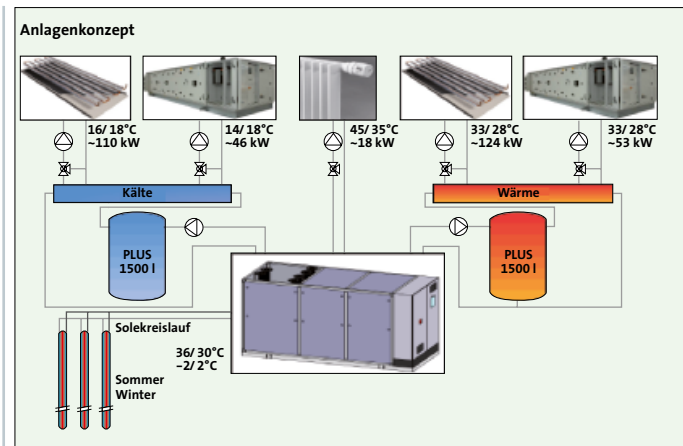 Anlagenkonzept
16/ 18°C
~110 kW
14/ 18°C
~46 kW
45/ 35°C
~18 kW
33/ 28°C
~124 kW
33/ 28°C
~53 kW
Kälte
Wärme
PLUS
1500 l
PLUS
1500 l
Solekreislauf
36/ 30°C
–2/ 2°C
Sommer
Winter